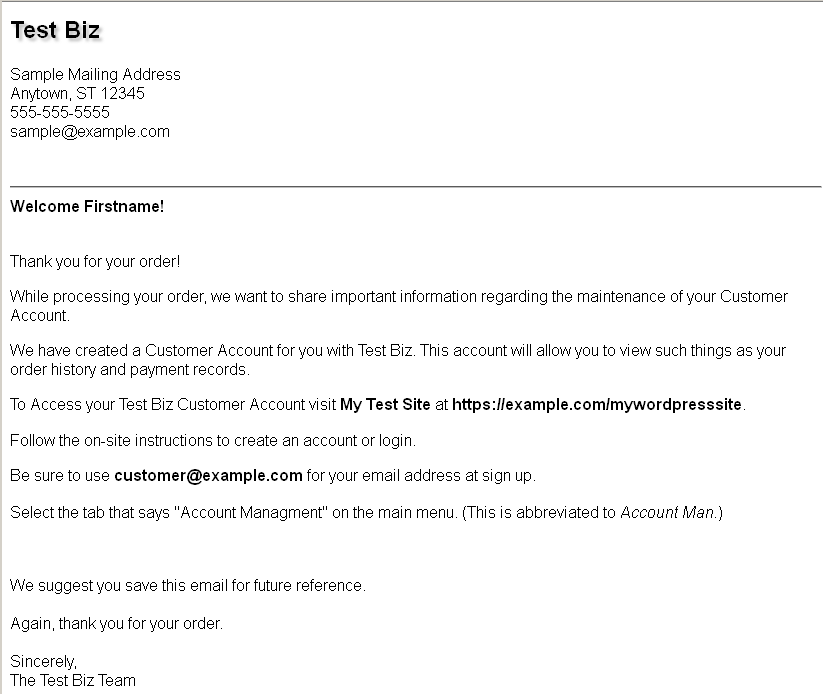 Test Biz
Sample Mailing Address
Anytown, ST 12345
555-555-5555
sample@example.com
Welcome Firstname!
Thank you for your order!
While processing your order, we want to share important information regarding the maintenance of your Customer
Account.
We have created a Customer Account for you with Test Biz. This account will allow you to view such things as your
order history and payment records.
To Access your Test Biz Customer Account visit My Test Site at https://example.com/mywordpresssite.
Follow the on-site instructions to create an account or login.
Be sure to use customer@example.com for your email address at sign up.
Select the tab that says "Account Managment" on the main menu. (This is abbreviated to Account Man.)
We suggest you save this email for future reference.
Again, thank you for your order.
Sincerely,
The Test Biz Team